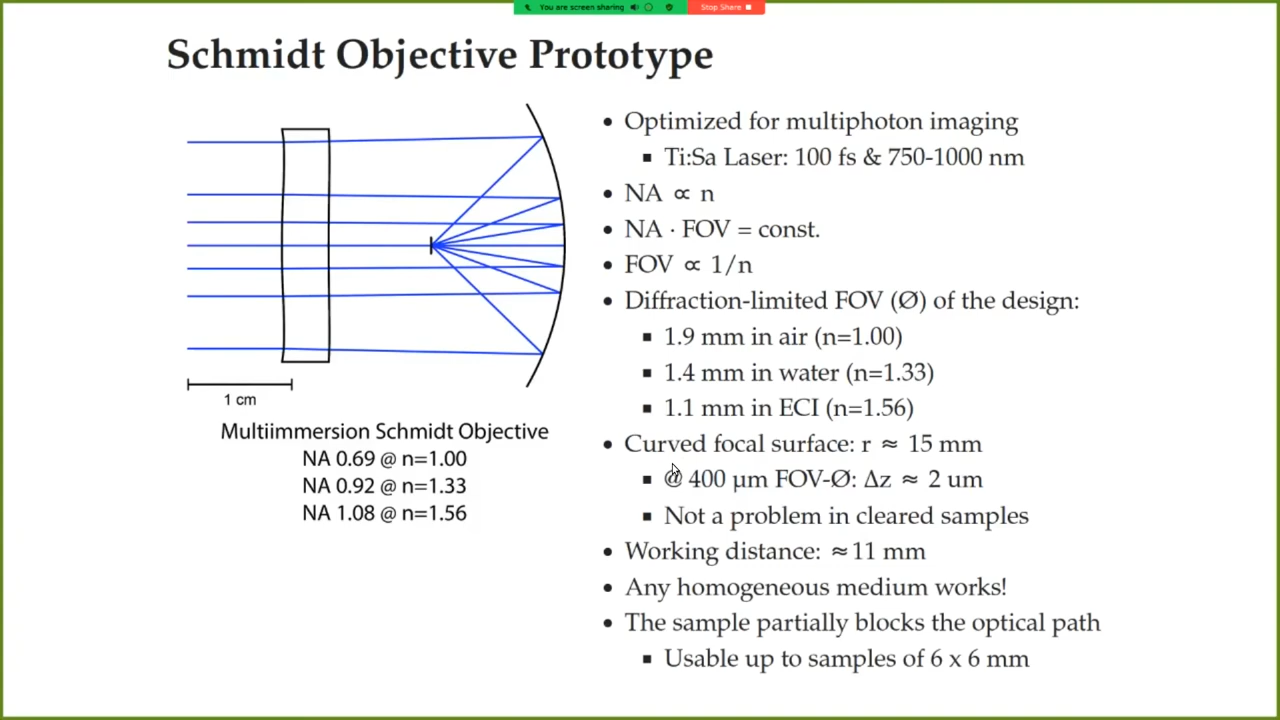 You are screen sharing
Stop Share
Schmidt Objective Prototype
1 cm
Multiimmersion Schmidt Objective
NA 0.69 @ n=1.00
NA 0.92 @ n=1.33
NA 1.08 @ n=1.56
• Optimized for multiphoton imaging
▪ Ti:Sa Laser: 100 fs & 750-1000 nm
• NA ∝ n
• NA · FOV = const.
• FOV ∝ 1/n
• Diffraction-limited FOV (Ø) of the design:
▪ 1.9 mm in air (n=1.00)
▪ 1.4 mm in water (n=1.33)
▪ 1.1 mm in ECI (n=1.56)
• Curved focal surface: r ≈ 15 mm
▪ @ 400 μm FOV-Ø: Δz ≈ 2 um
▪ Not a problem in cleared samples
• Working distance: ≈11 mm
• Any homogeneous medium works!
• The sample partially blocks the optical path
▪ Usable up to samples of 6 x 6 mm